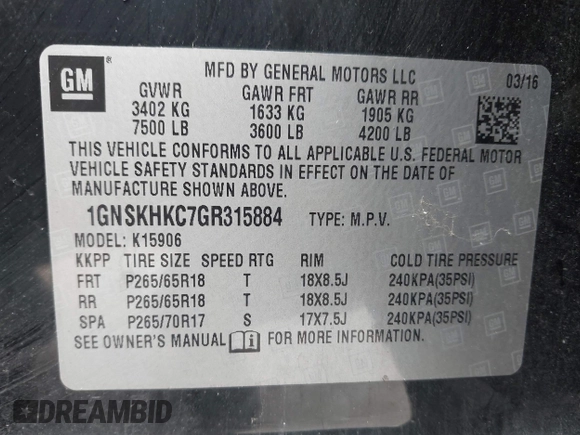 GM
MFD BY GENERAL MOTORS LLC 03/16
GVWR GAWR FRT GAWR RR
3402 KG 1633 KG 1905 KG
7500 LB 3600 LB 4200 LB
THIS VEHICLE CONFORMS TO ALL APPLICABLE U.S. FEDERAL MOTOR
VEHICLE SAFETY STANDARDS IN EFFECT ON THE DATE OF
MANUFACTURE SHOWN ABOVE.
1GNSKHKC7GR315884 TYPE: M.P.V.
MODEL: K15906
KKPP TIRE SIZE SPEED RTG RIM COLD TIRE PRESSURE
FRT P265/65R18 T 18X8.5J 240KPA(35PSI)
RR P265/65R18 T 18X8.5J 240KPA(35PSI)
SPA P265/70R17 S 17X7.5J 240KPA(35PSI)
SEE OWNER'S MANUAL FOR MORE INFORMATION.
DREAMBID